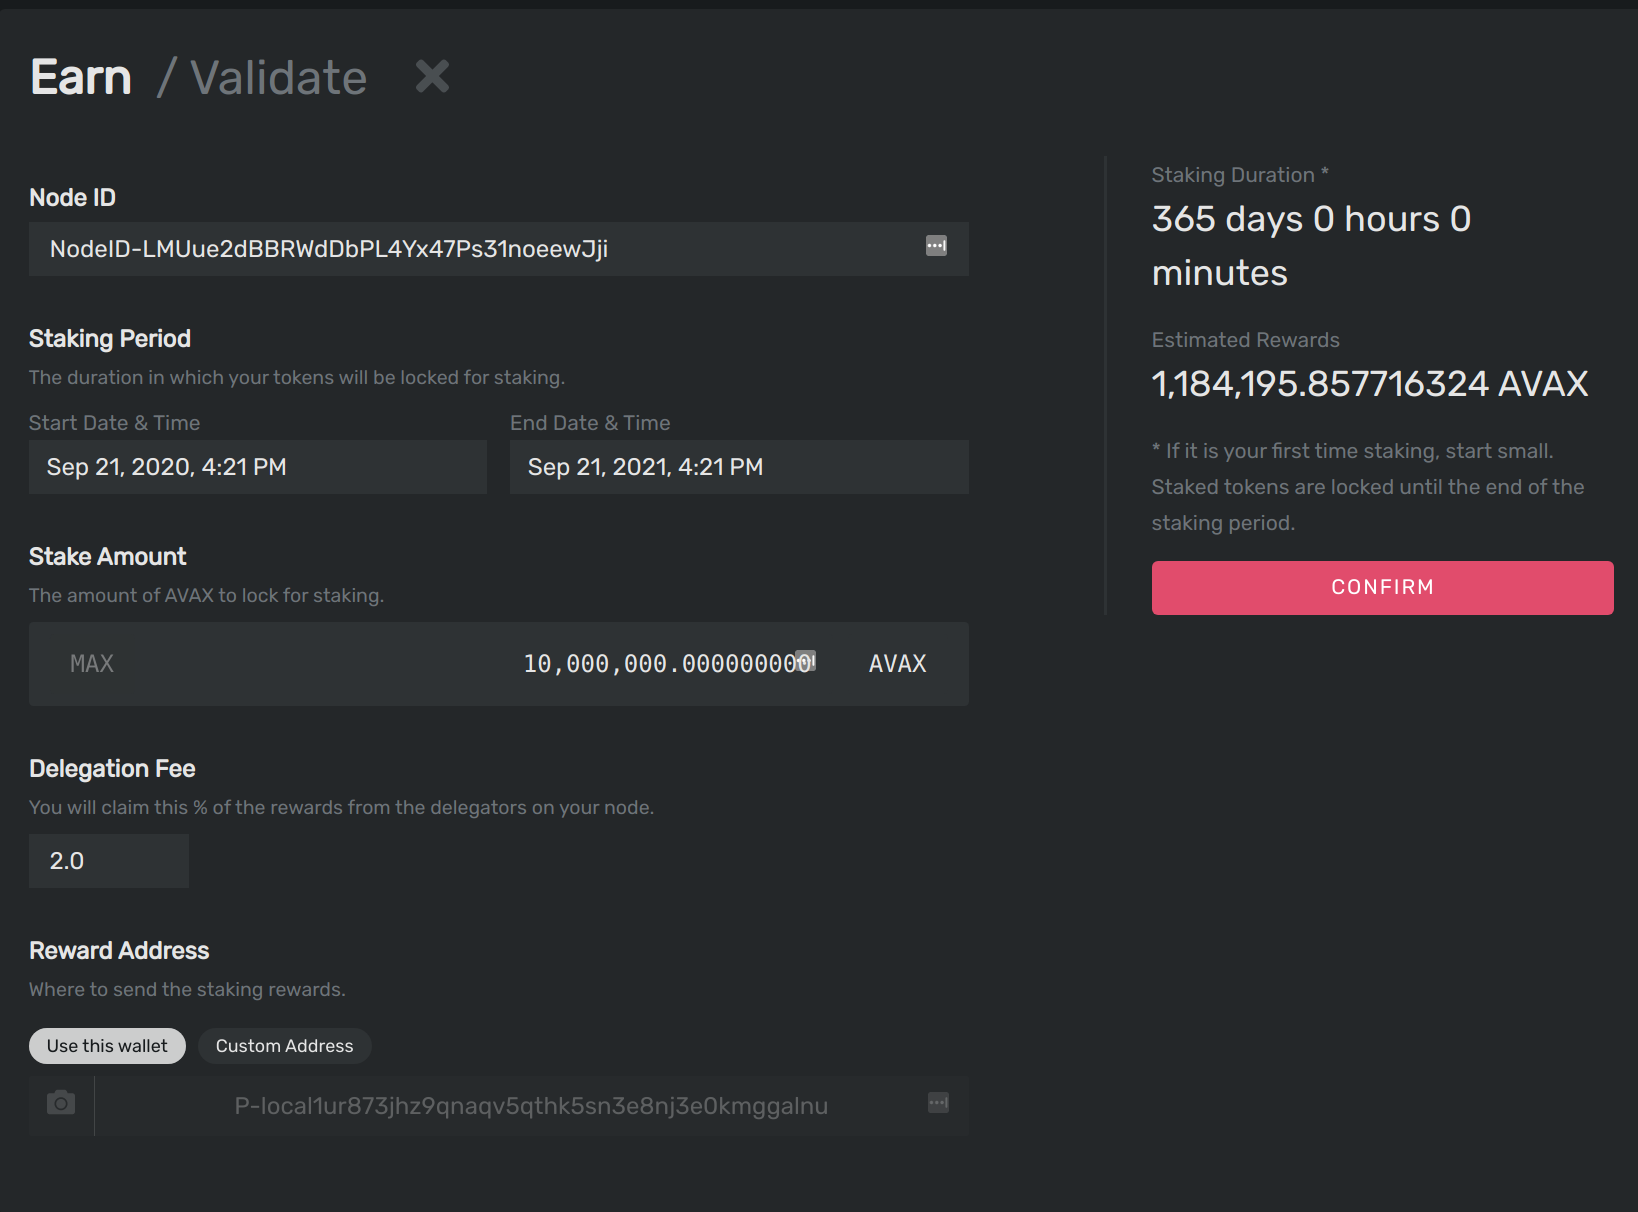 Earn / Validate
Node ID
NodeID-LMUue2dBBRWdDbPL4Yx47Ps31noeewJji
Staking Period
The duration in which your tokens will be locked for staking.
Start Date & Time
End Date & Time
Sep 21, 2020, 4:21 PM
Sep 21, 2021, 4:21 PM
Stake Amount
The amount of AVAX to lock for staking.
MAX
10,000,000.000000000
AVAX
Delegation Fee
You will claim this % of the rewards from the delegators on your node.
2.0
Reward Address
Where to send the staking rewards.
Use this wallet
Custom Address
P-local1ur873jhz9qnaqv5qthk5sn3e8nj3e0kmggalnu
Staking Duration *
365 days 0 hours 0
minutes
Estimated Rewards
1,184,195.857716324 AVAX
* If it is your first time staking, start small.
Staked tokens are locked until the end of the
staking period.
CONFIRM